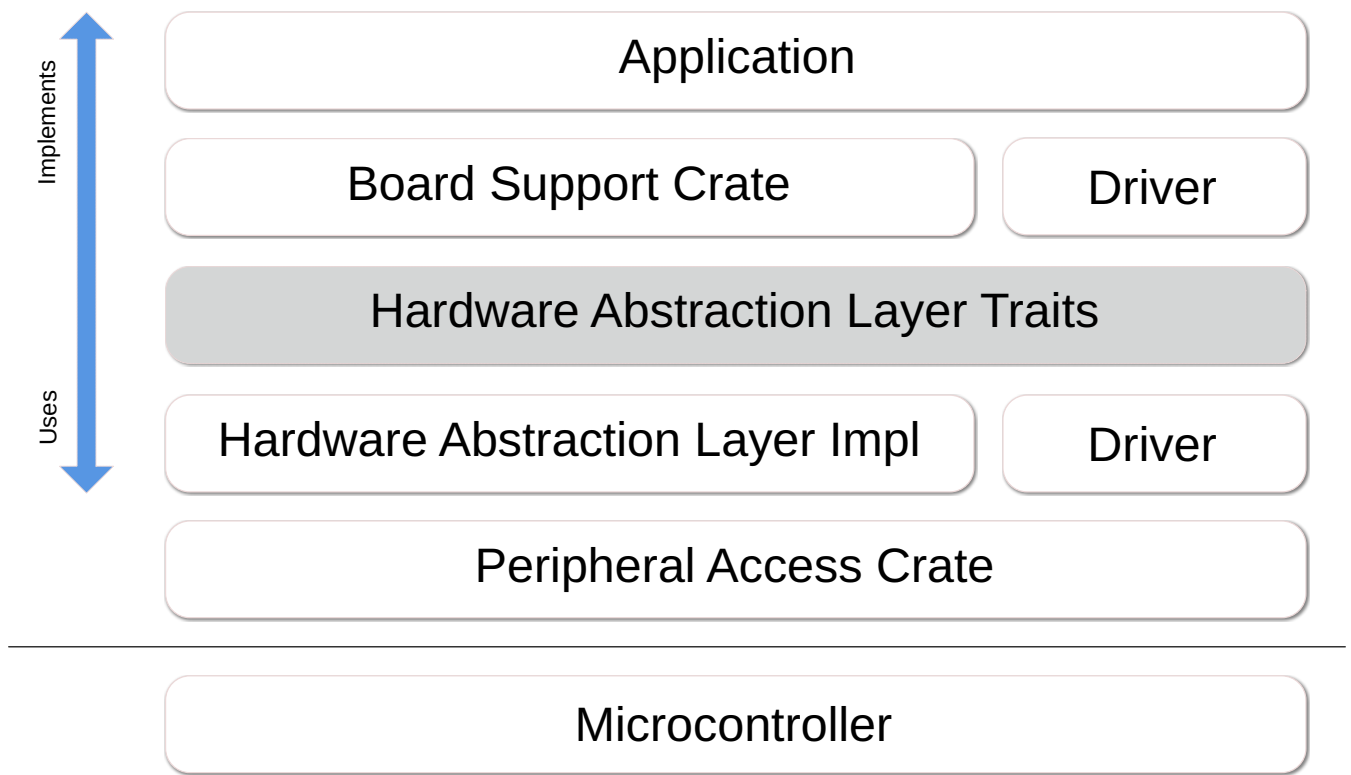 Implements
Application
Board Support Crate
Driver
Hardware Abstraction Layer Traits
Uses
Hardware Abstraction Layer Impl
Driver
Peripheral Access Crate
Microcontroller